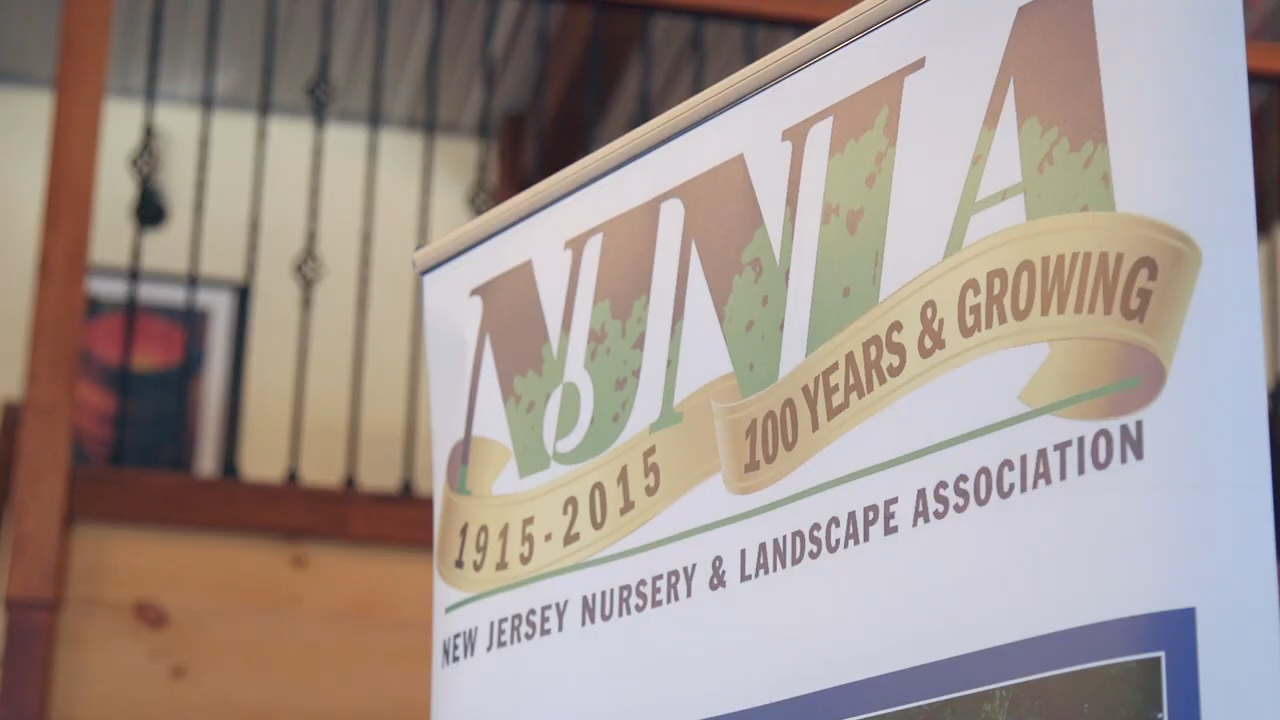 NJNLA
1915-2015 100 YEARS & GROWING
NEW JERSEY NURSERY & LANDSCAPE ASSOCIATION